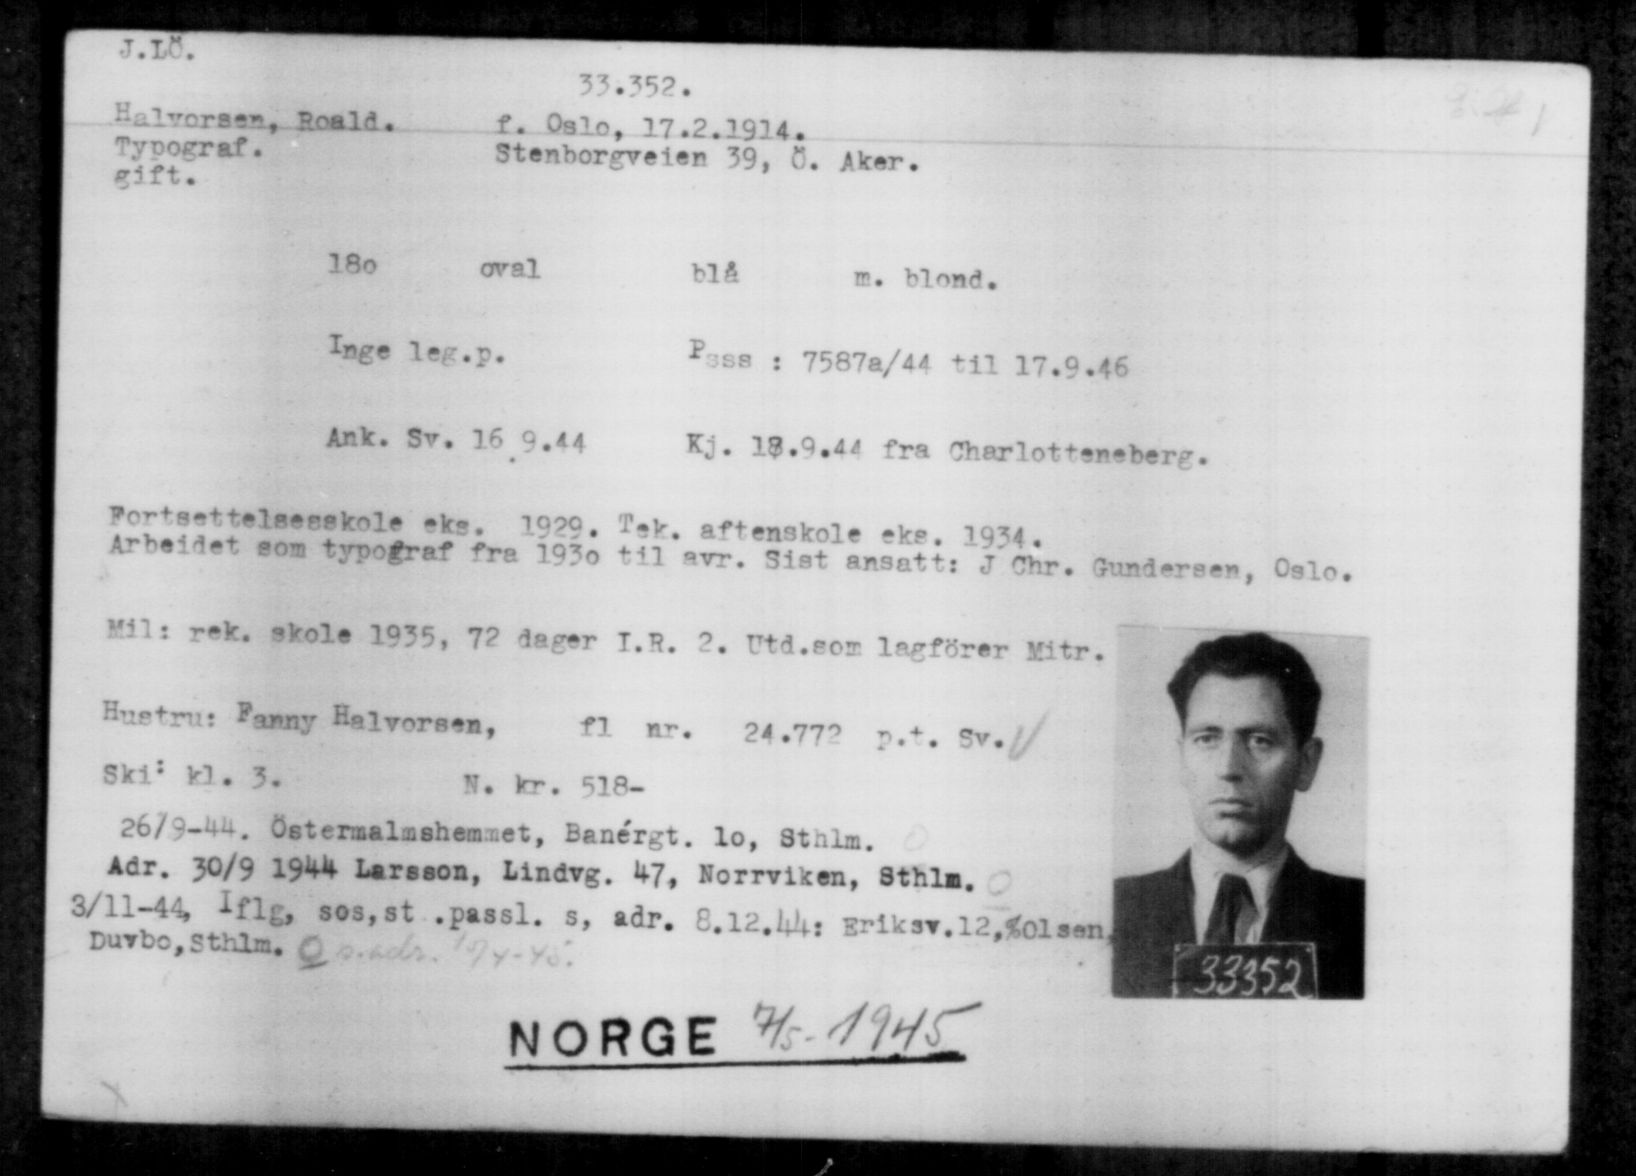 J.LÖ.
33.352.
Halvorsen, Roald. f. Oslo, 17.2.1914.
Typograf. Stenborgveien 39, Ö. Aker.
gift.
18o oval blå m. blond.
Inge leg.p. Psss : 7587a/44 til 17.9.46
Ank. Sv. 16.9.44 Kj. 18.9.44 fra Charlotteneberg.
Fortsettelsesskole eks. 1929. Tek. aftenskole eks. 1934.
Arbeidet som typograf fra 193o til avr. Sist ansatt: J Chr. Gundersen, Oslo.
Mil: rek. skole 1935, 72 dager I.R. 2. Utd.som lagförer Mitr.
Hustru: Fanny Halvorsen, fl nr. 24.772 p.t. Sv. V
Ski: kl. 3. N. kr. 518-
26/9-44. Östermalmshemmet, Banérgt. lo, Sthlm. O
Adr. 30/9 1944 Larsson, Lindvg. 47, Norrviken, Sthlm. O
3/11-44, Iflg, sos,st .passl. s, adr. 8.12.44: Eriksv.12,%Olsen,
Duvbo,Sthlm. O s.adr. /4-45.
33352
NORGE 7/5-1945